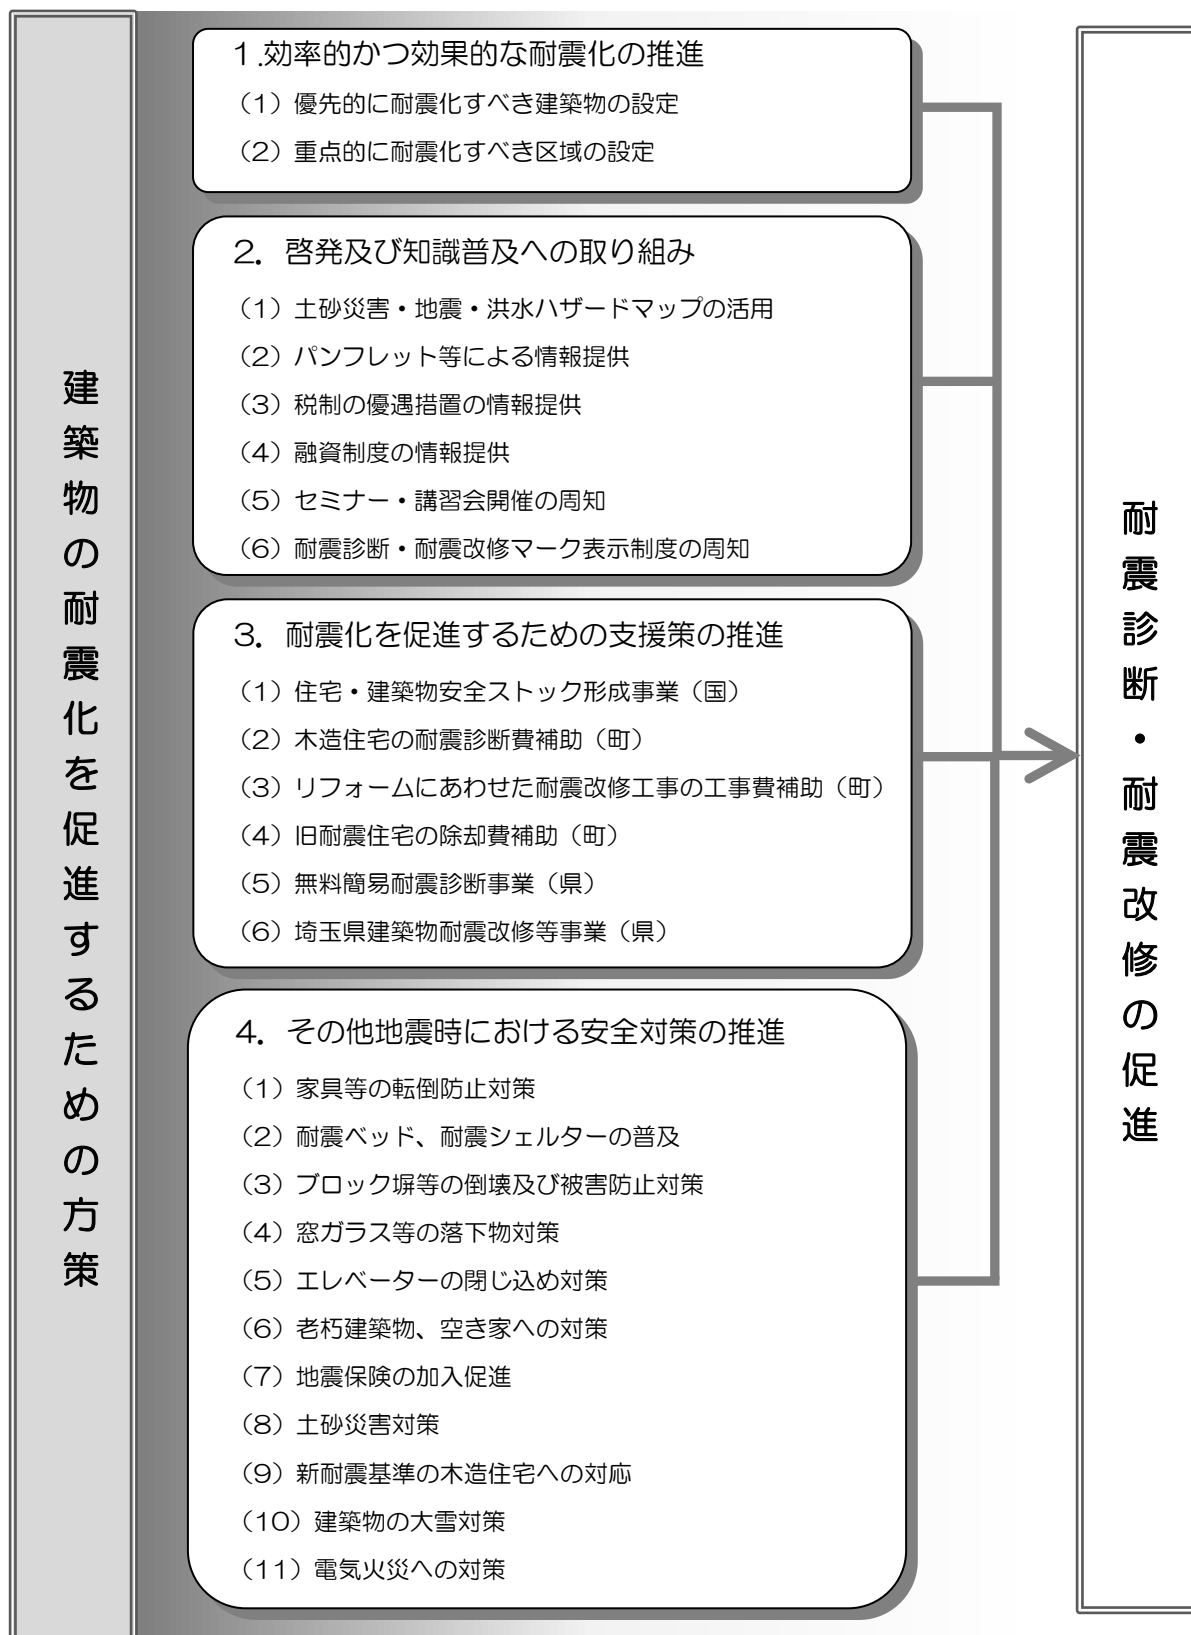 建築物の耐震化を促進するための方策
1.効率的かつ効果的な耐震化の推進
（1）優先的に耐震化すべき建築物の設定
（2）重点的に耐震化すべき区域の設定
2．啓発及び知識普及への取り組み
（1）土砂災害・地震・洪水ハザードマップの活用
（2）パンフレット等による情報提供
（3）税制の優遇措置の情報提供
（4）融資制度の情報提供
（5）セミナー・講習会開催の周知
（6）耐震診断・耐震改修マーク表示制度の周知
3．耐震化を促進するための支援策の推進
（1）住宅・建築物安全ストック形成事業（国）
（2）木造住宅の耐震診断費補助（町）
（3）リフォームにあわせた耐震改修工事の工事費補助（町）
（4）旧耐震住宅の除却費補助（町）
（5）無料簡易耐震診断事業（県）
（6）埼玉県建築物耐震改修等事業（県）
4．その他地震時における安全対策の推進
（1）家具等の転倒防止対策
（2）耐震ベッド、耐震シェルターの普及
（3）ブロック塀等の倒壊及び被害防止対策
（4）窓ガラス等の落下物対策
（5）エレベーターの閉じ込め対策
（6）老朽建築物、空き家への対策
（7）地震保険の加入促進
（8）土砂災害対策
（9）新耐震基準の木造住宅への対応
（10）建築物の大雪対策
（11）電気火災への対策
耐震診断・耐震改修の促進